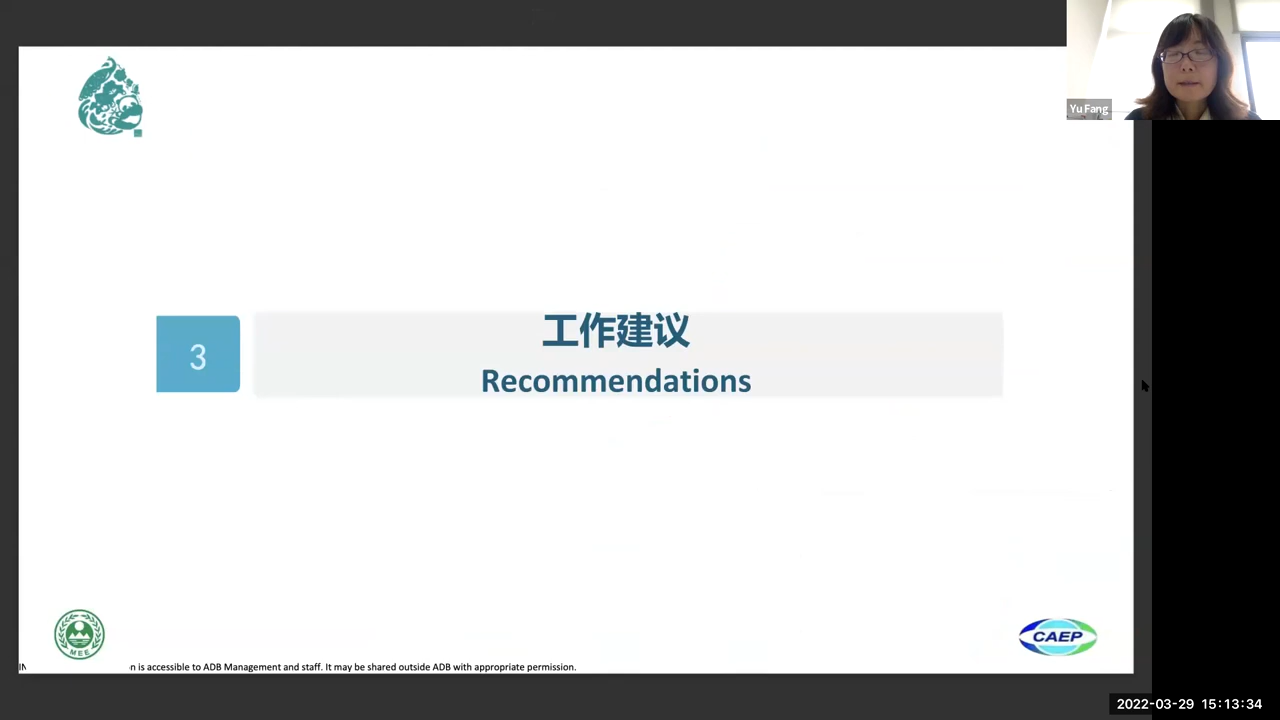 Yu Fang
3
工作建议
Recommendations
MEE
CAEP
IN n is accessible to ADB Management and staff. It may be shared outside ADB with appropriate permission.
2022-03-29 15:13:34